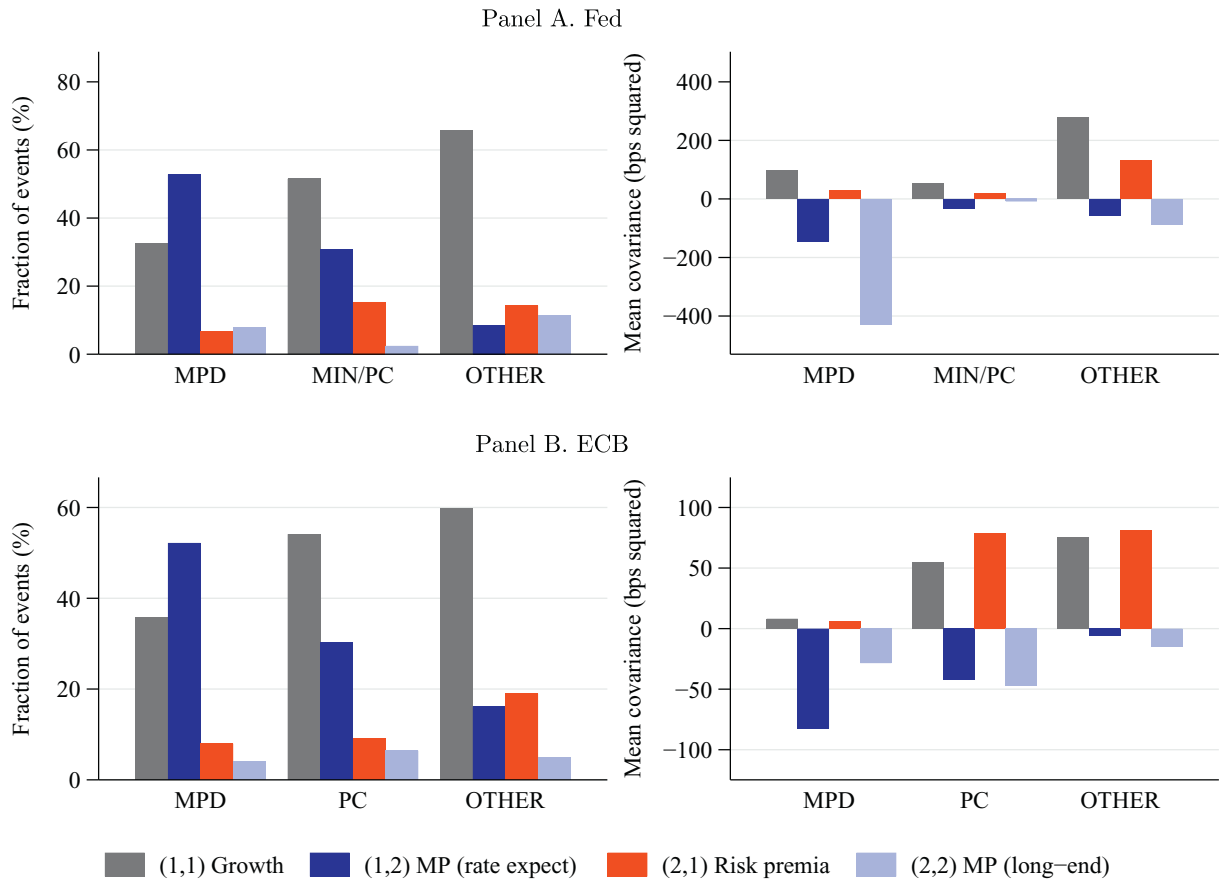 Panel A. Fed
Fraction of events (%)
80
60
40
20
0
MPD
MIN/PC
OTHER
Mean covariance (bps squared)
400
200
0
−200
−400
MPD
MIN/PC
OTHER
Panel B. ECB
Fraction of events (%)
60
40
20
0
MPD
PC
OTHER
Mean covariance (bps squared)
100
50
0
−50
−100
MPD
PC
OTHER
(1,1) Growth
(1,2) MP (rate expect)
(2,1) Risk premia
(2,2) MP (long−end)